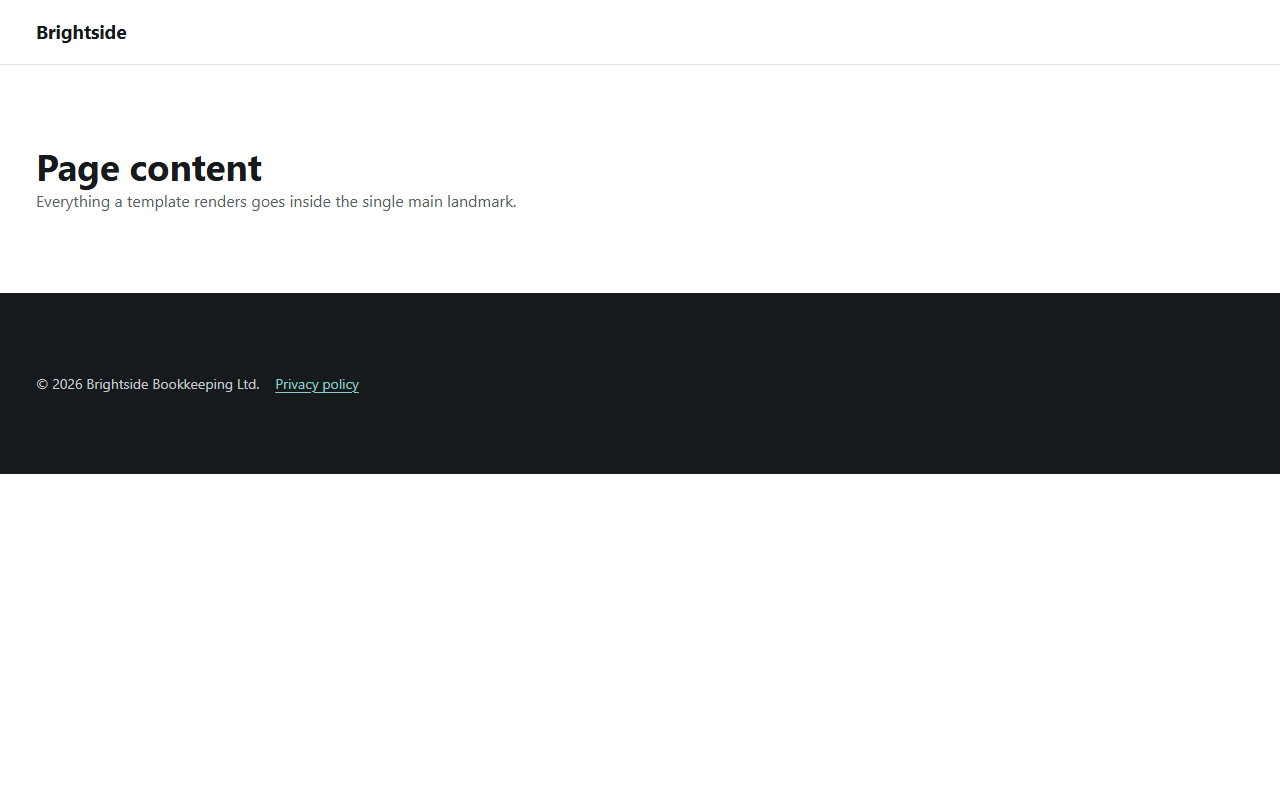 Brightside
Page content
Everything a template renders goes inside the single main landmark.
© 2026 Brightside Bookkeeping Ltd. Privacy policy